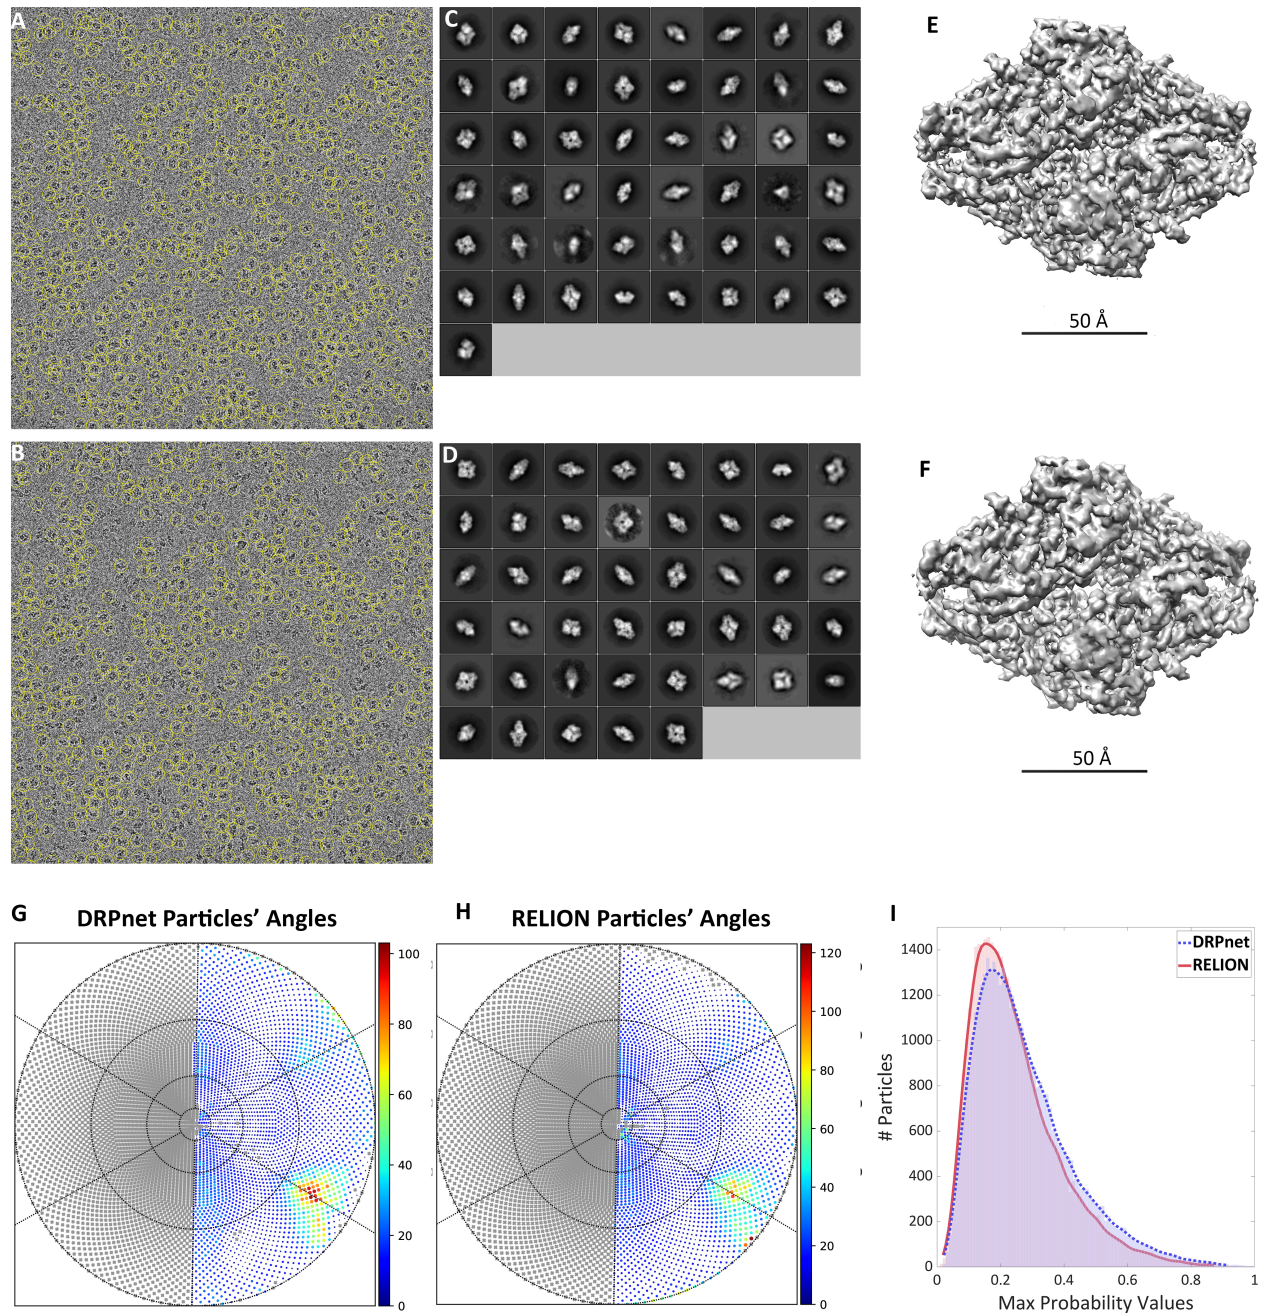 A
C
E
50 Å
B
D
F
50 Å
G
DRPnet Particles’ Angles
H
RELION Particles’ Angles
I
100
80
60
40
20
0
120
100
80
60
40
20
0
DRPnet
RELION
# Particles
1400
1200
1000
800
600
400
200
0
0
0.2
0.4
0.6
0.8
1
Max Probability Values